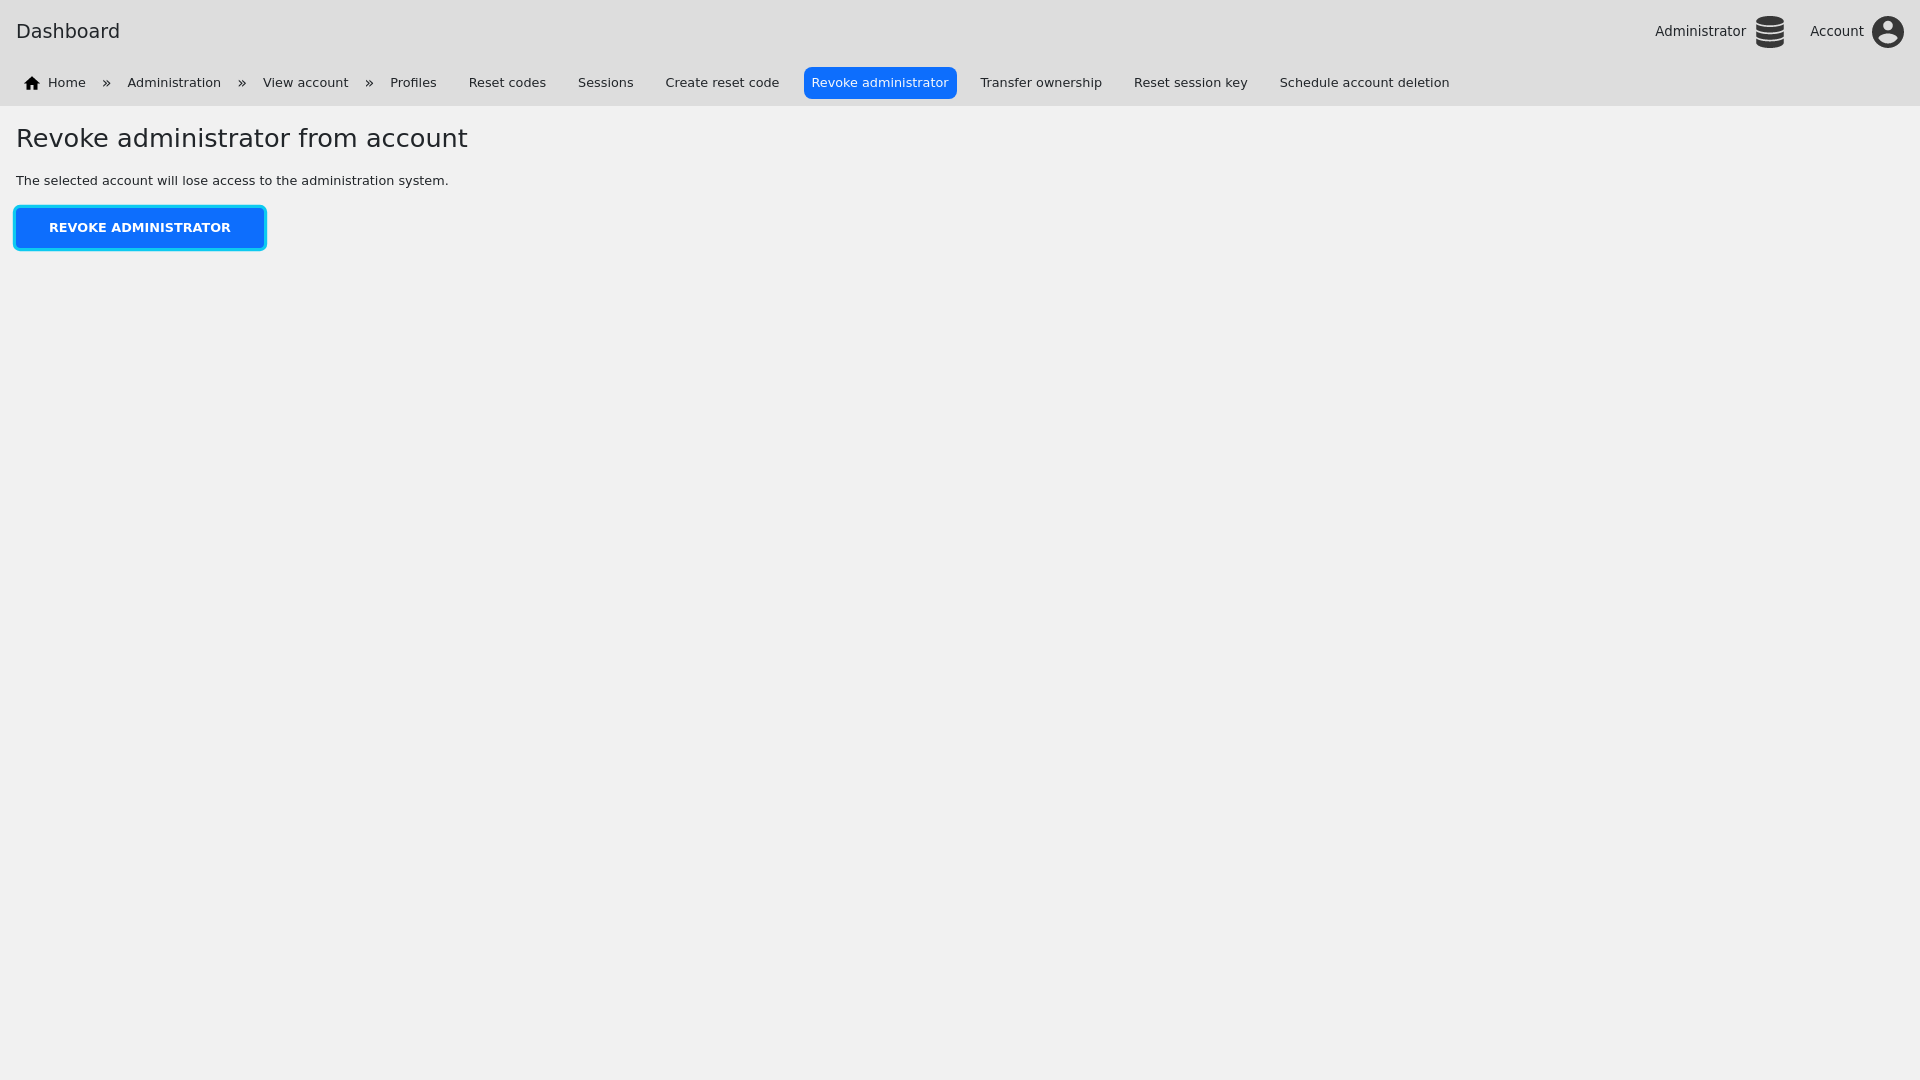 Dashboard
Administrator
Account
Home » Administration » View account » Profiles Reset codes Sessions Create reset code Revoke administrator Transfer ownership Reset session key Schedule account deletion
Revoke administrator from account
The selected account will lose access to the administration system.
REVOKE ADMINISTRATOR